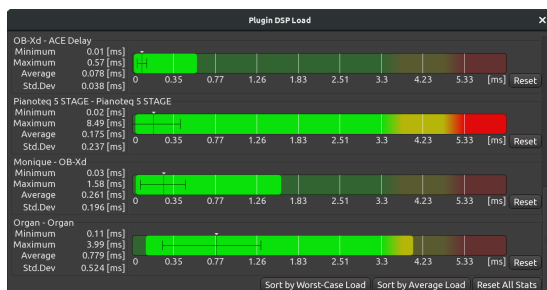 Plugin DSP Load
OB-Xd - ACE Delay
Minimum 0.01 [ms]
Maximum 0.57 [ms]
Average 0.078 [ms]
Std.Dev 0.038 [ms]
0 0.35 0.77 1.26 1.83 2.51 3.3 4.23 5.33 [ms] Reset
Pianoteq 5 STAGE - Pianoteq 5 STAGE
Minimum 0.02 [ms]
Maximum 8.49 [ms]
Average 0.175 [ms]
Std.Dev 0.237 [ms]
0 0.35 0.77 1.26 1.83 2.51 3.3 4.23 5.33 [ms] Reset
Monique - OB-Xd
Minimum 0.03 [ms]
Maximum 1.58 [ms]
Average 0.261 [ms]
Std.Dev 0.196 [ms]
0 0.35 0.77 1.26 1.83 2.51 3.3 4.23 5.33 [ms] Reset
Organ - Organ
Minimum 0.11 [ms]
Maximum 3.99 [ms]
Average 0.779 [ms]
Std.Dev 0.524 [ms]
0 0.35 0.77 1.26 1.83 2.51 3.3 4.23 5.33 [ms] Reset
Sort by Worst-Case Load Sort by Average Load Reset All Stats